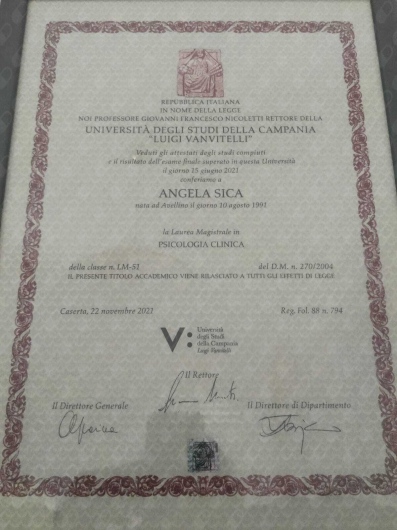 REPUBBLICA ITALIANA
IN NOME DELLA LEGGE
NOI PROFESSORE GIOVANNI FRANCESCO NICOLETTI RETTORE DELLA
UNIVERSITÀ DEGLI STUDI DELLA CAMPANIA
"LUIGI VANVITELLI"
Veduti gli attestati degli studi compiuti
e il risultato dell'esame finale superato in questa Università
il giorno 15 giugno 2021
conferiamo a
ANGELA SICA
nata ad Avellino il giorno 10 agosto 1991
la Laurea Magistrale in
PSICOLOGIA CLINICA
della classe n. LM-51 del D.M. n. 270/2004
IL PRESENTE TITOLO ACCADEMICO VIENE RILASCIATO A TUTTI GLI EFFETTI DI LEGGE
Caserta, 22 novembre 2021 Reg. Fol. 88 n. 794
V:
Università
degli Studi
della Campania
Luigi Vanvitelli
Il Rettore
Il Direttore Generale Il Direttore di Dipartimento